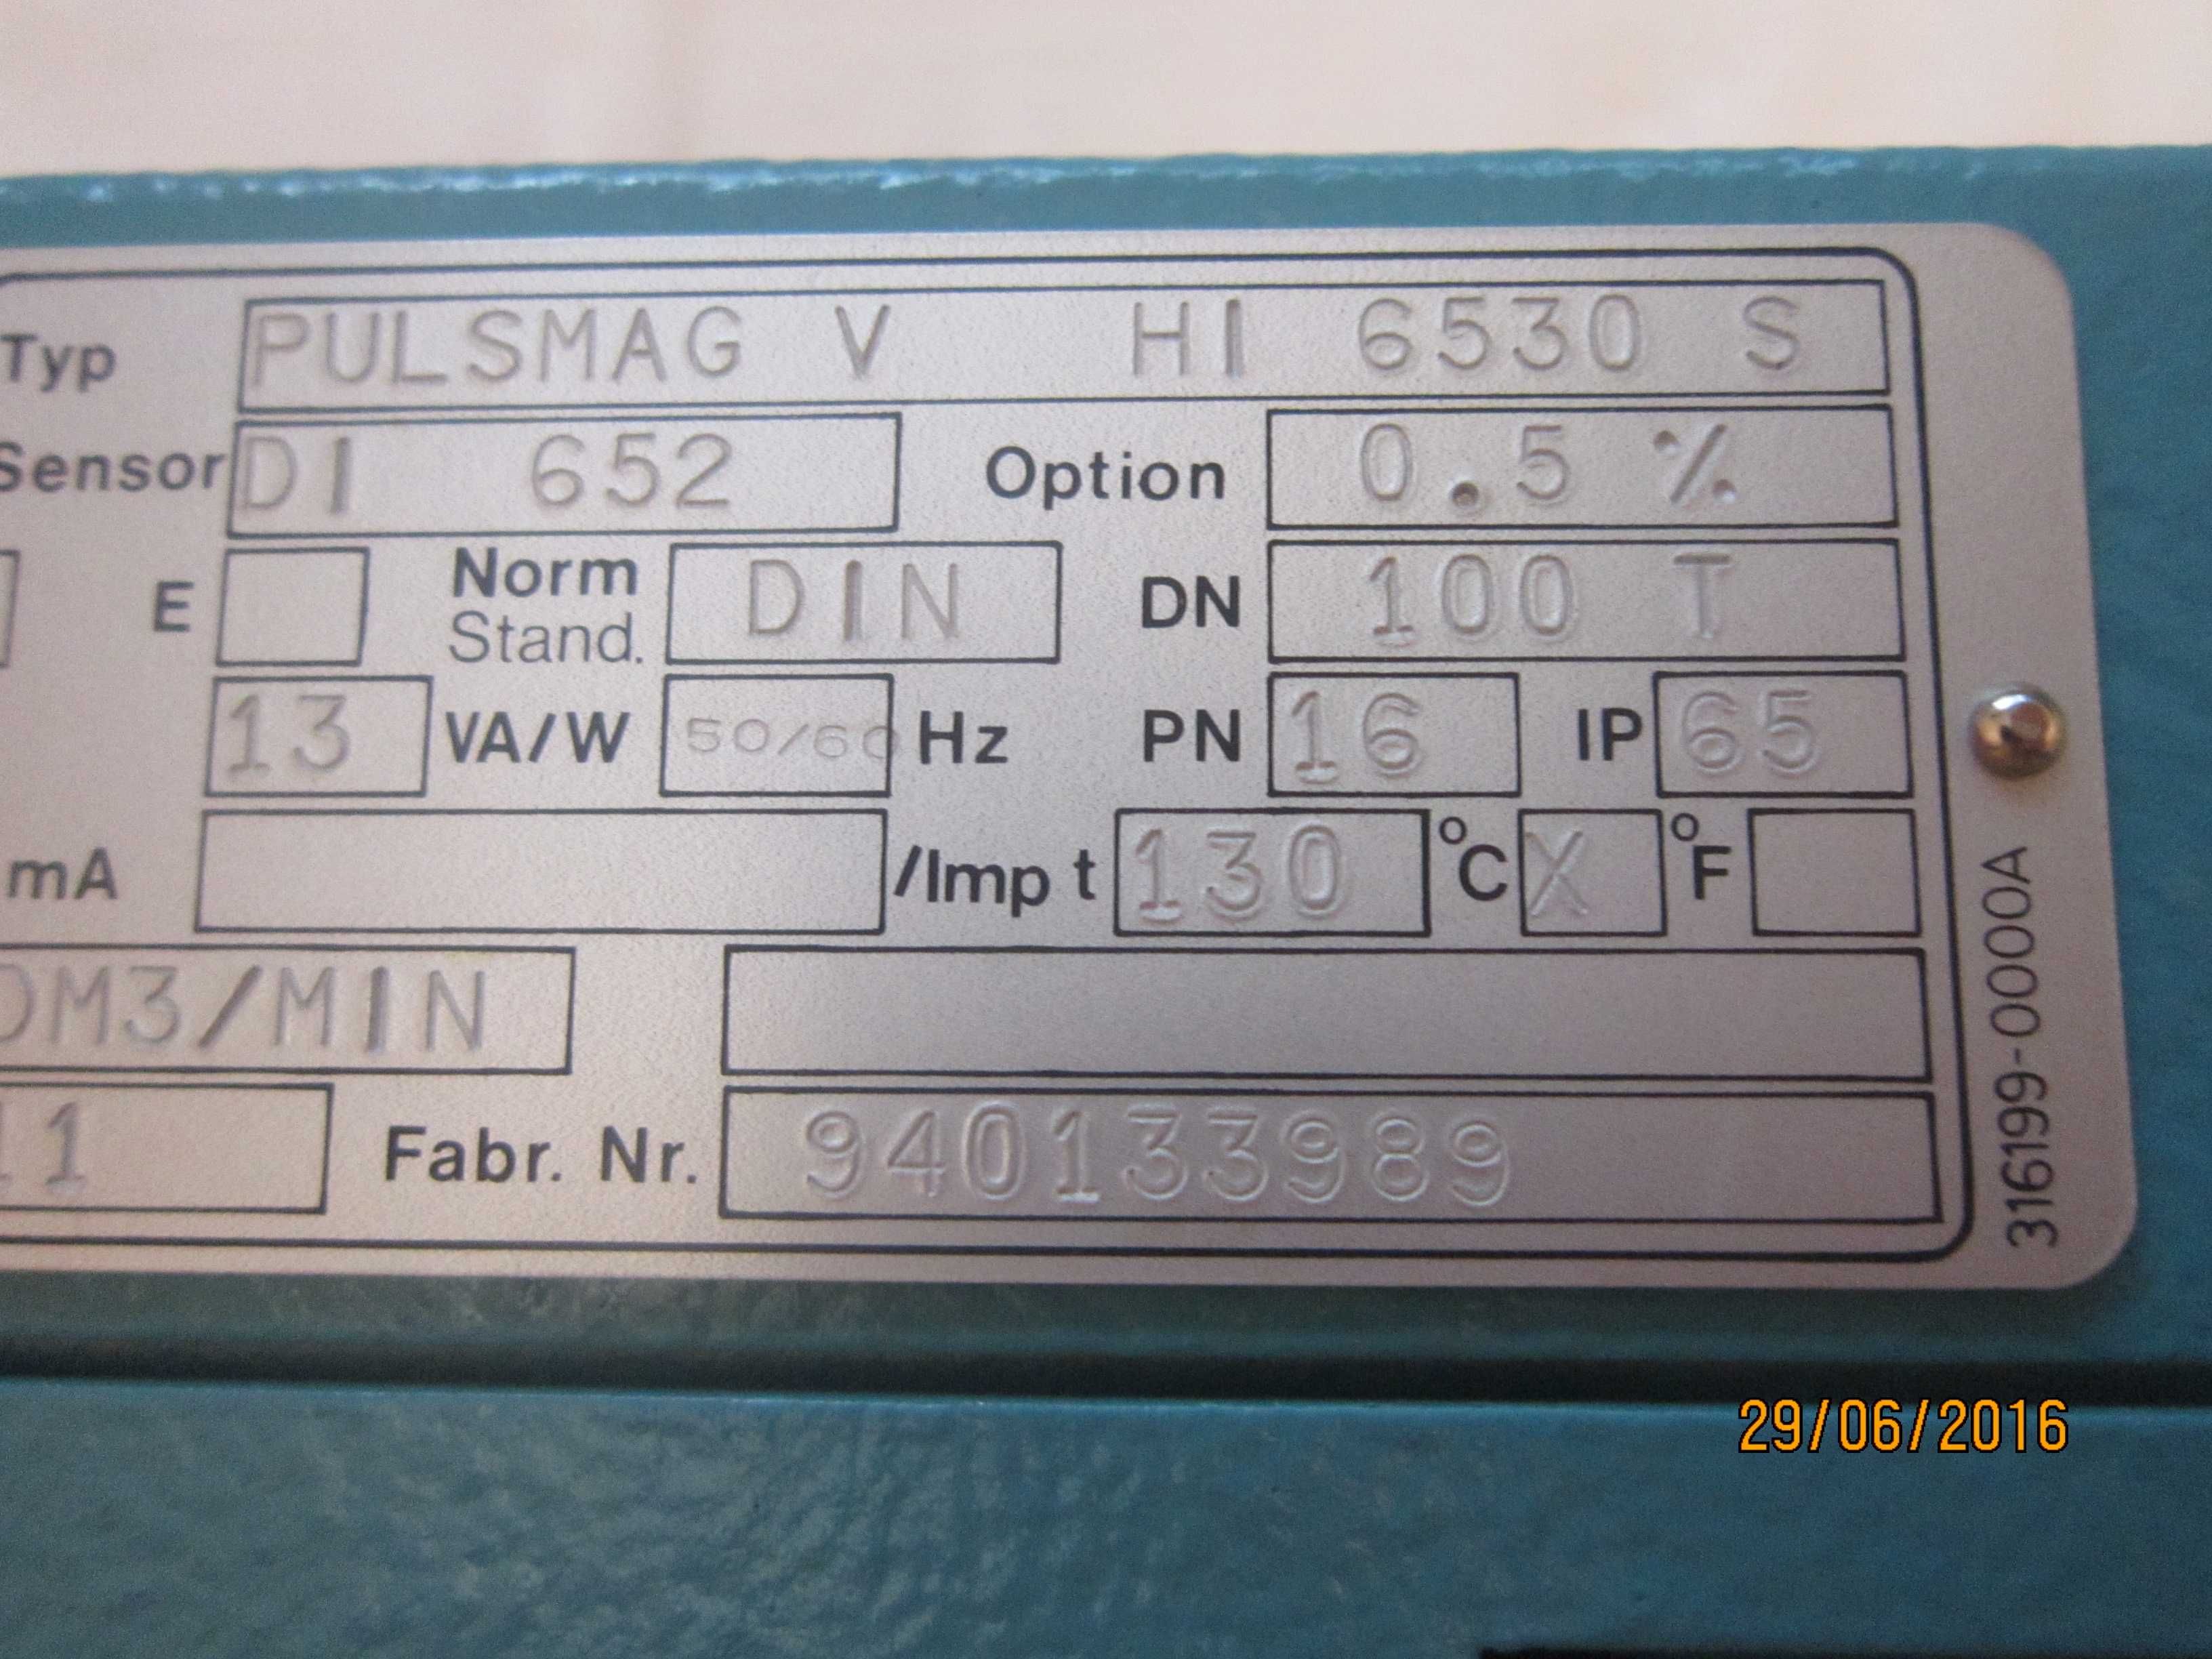 Typ PULSMAG V HI 6530 S
Sensor DI 652 Option 0.5 %
E Norm Stand. DIN DN 100 T
13 VA/W 50/60 Hz PN 16 IP 65
mA /Imp t 130 °C X °F
DM3/MIN
11 Fabr. Nr. 940133989
316199-0000A
29/06/2016